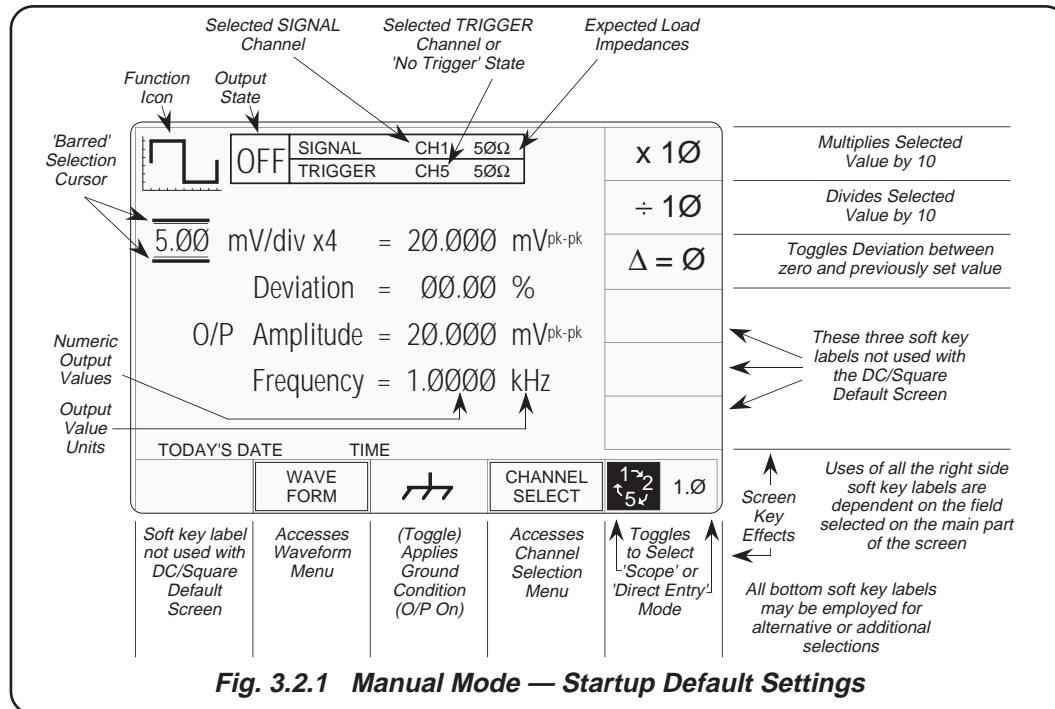 Selected SIGNAL
Channel
Selected TRIGGER
Channel or
'No Trigger' State
Expected Load
Impedances
Function
Icon
Output
State
'Barred'
Selection
Cursor
OFF
SIGNAL CH1 5ØΩ
TRIGGER CH5 5ØΩ
x 1Ø
Multiplies Selected
Value by 10
÷ 1Ø
Divides Selected
Value by 10
Δ = Ø
Toggles Deviation between
zero and previously set value
5.ØØ mV/div x4 = 2Ø.ØØØ mVpk-pk
Deviation = ØØ.ØØ %
O/P Amplitude = 2Ø.ØØØ mVpk-pk
Frequency = 1.ØØØØ kHz
Numeric
Output
Values
Output
Value
Units
These three soft key
labels not used with
the DC/Square
Default Screen
TODAY'S DATE TIME
WAVE
FORM
CHANNEL
SELECT
1 2
5
1.Ø
Screen
Key
Effects
Uses of all the right side
soft key labels are
dependent on the field
selected on the main part
of the screen
Soft key label
not used with
DC/Square
Default
Screen
Accesses
Waveform
Menu
(Toggle)
Applies
Ground
Condition
(O/P On)
Accesses
Channel
Selection
Menu
Toggles
to Select
'Scope' or
'Direct Entry'
Mode
All bottom soft key labels
may be employed for
alternative or additional
selections
Fig. 3.2.1 Manual Mode — Startup Default Settings